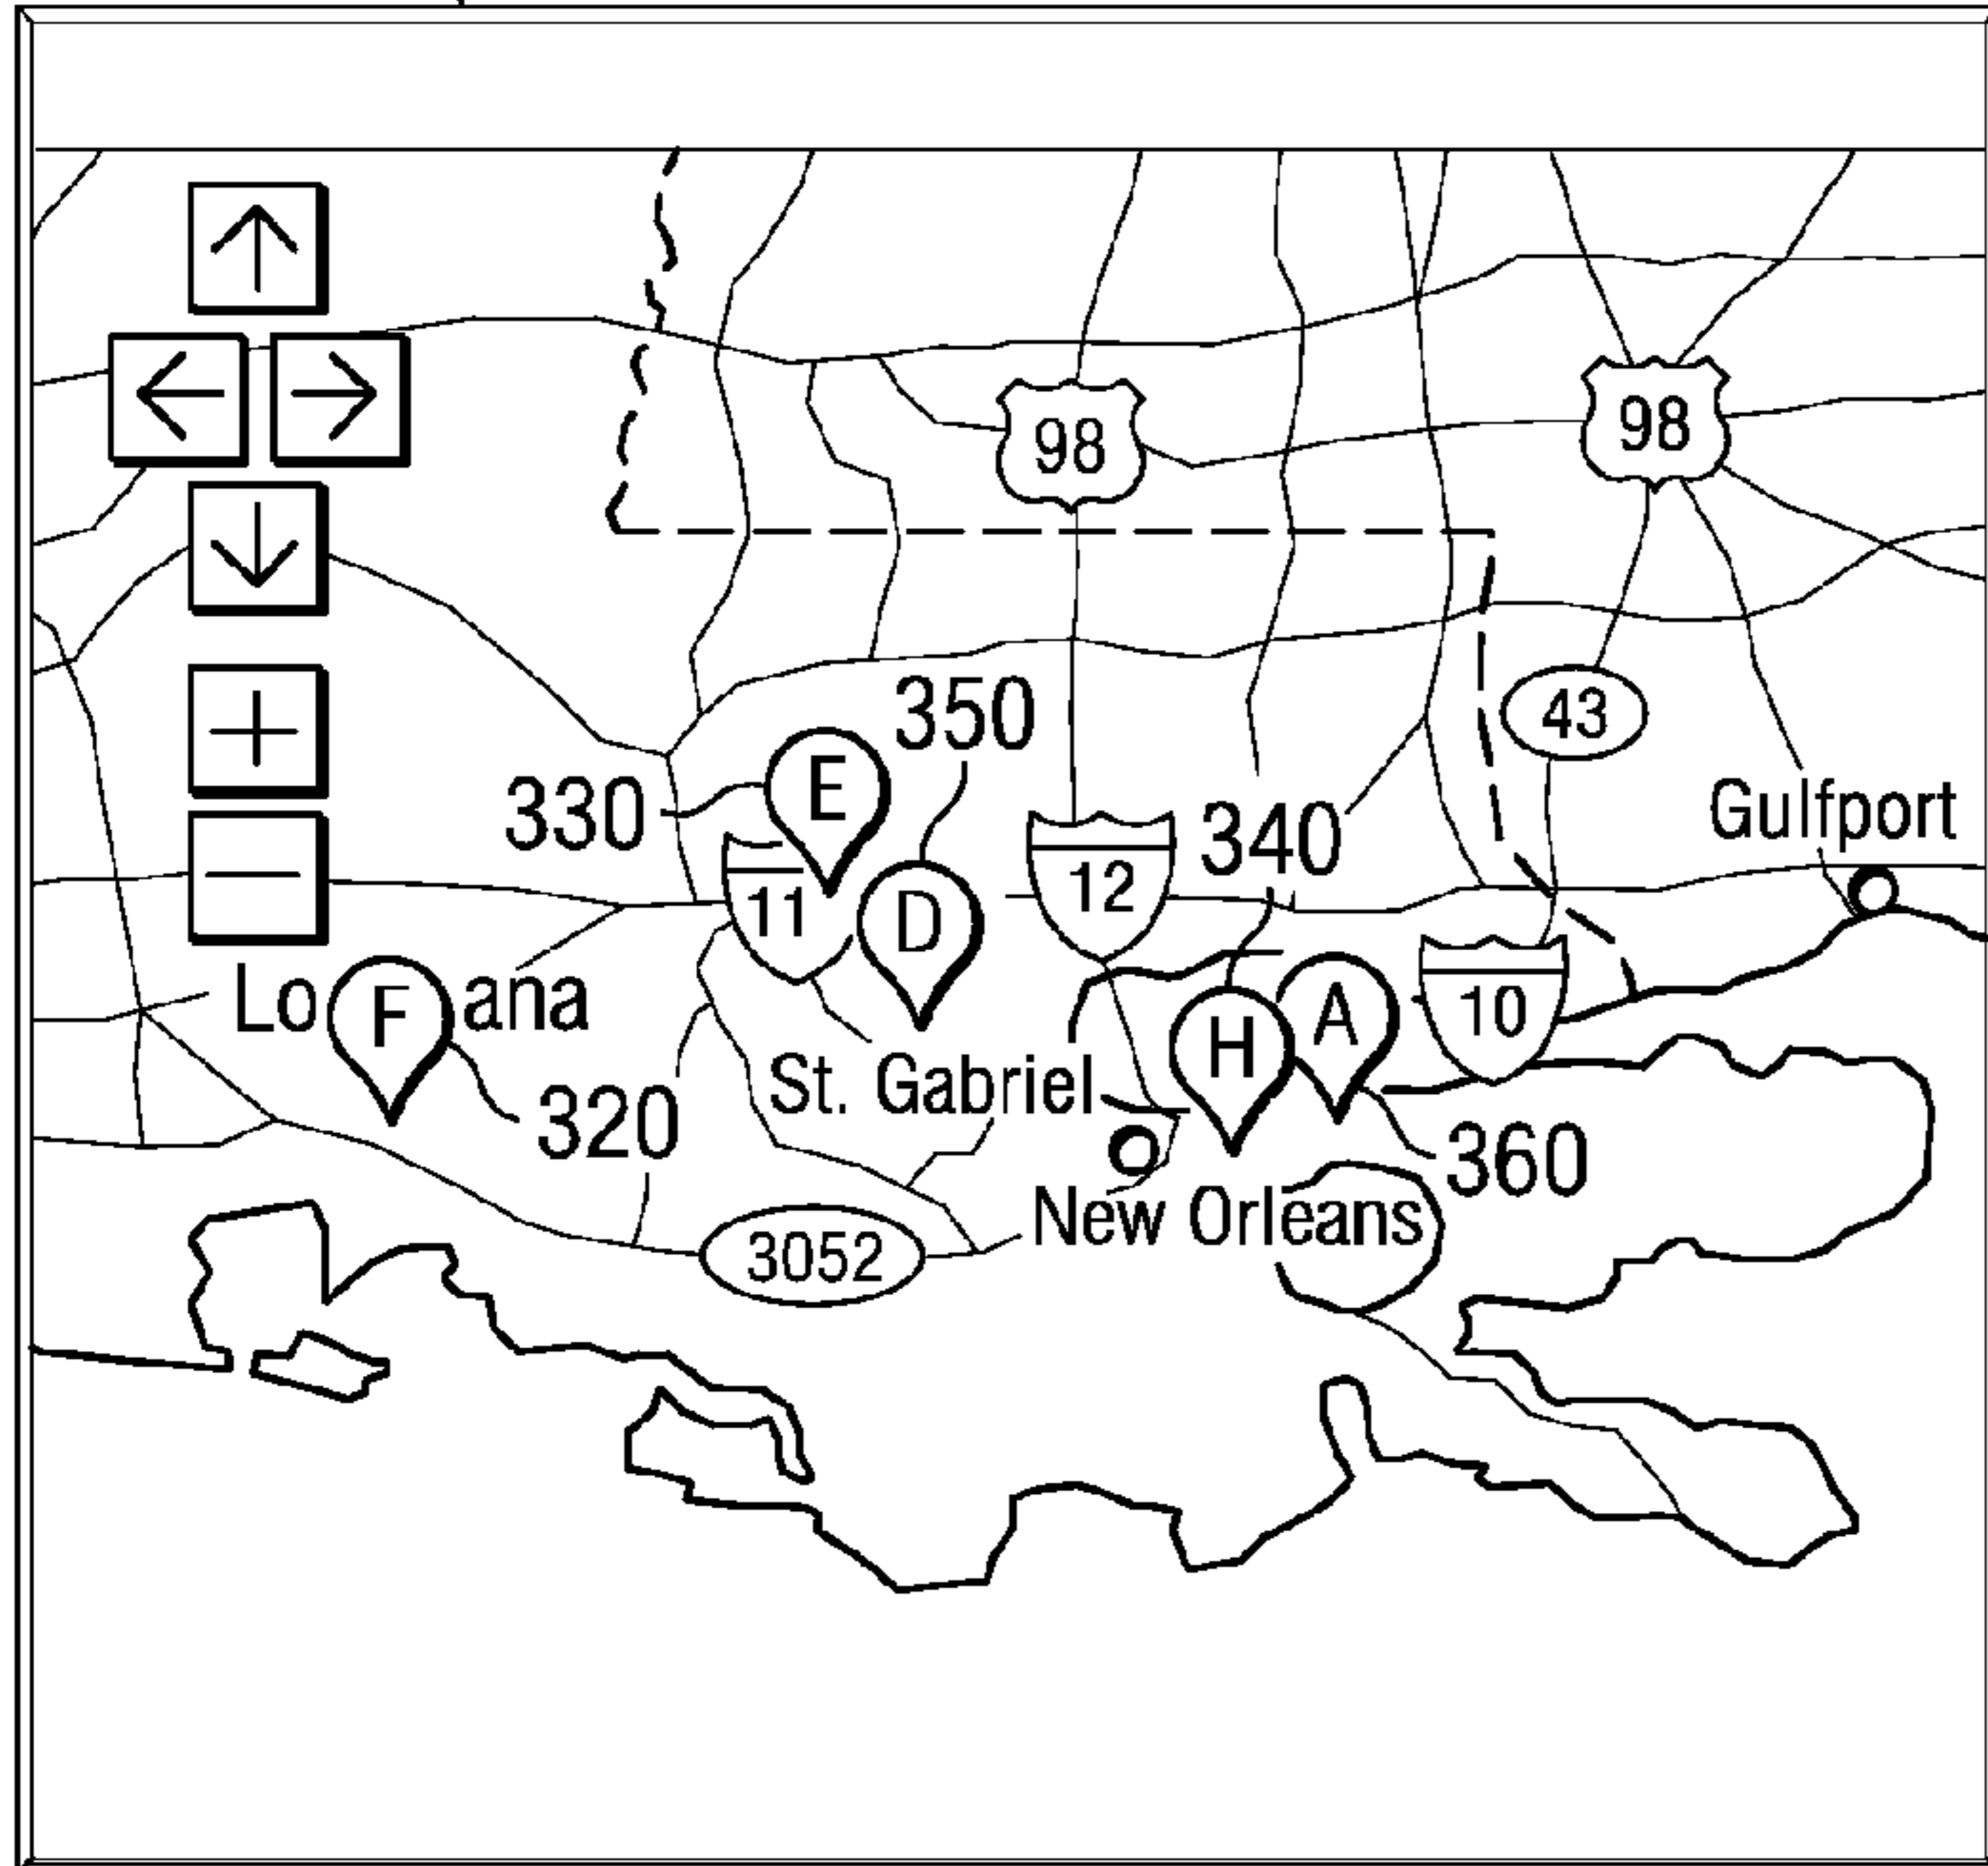 98
98
350
43
E
330
Gulfport
340
12
11
D
Lo
F
ana
A
10
H
St. Gabriel
320
360
New Orleans
3052